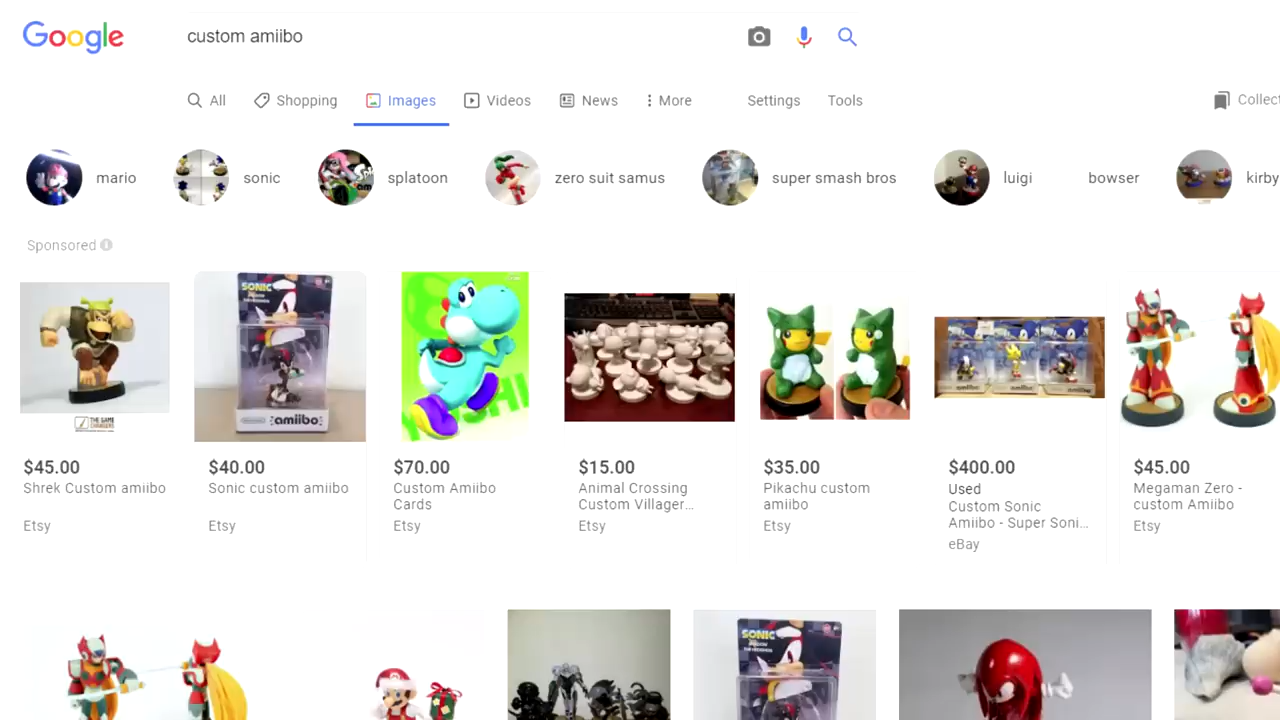 Google
custom amiibo
All Shopping Images Videos News More Settings Tools Collect
mario sonic splatoon zero suit samus super smash bros luigi bowser kirby
Sponsored
SONIC
THE GAME
amiibo
$45.00
Shrek Custom amiibo
Etsy
$40.00
Sonic custom amiibo
Etsy
$70.00
Custom Amiibo
Cards
Etsy
$15.00
Animal Crossing
Custom Villager...
Etsy
$35.00
Pikachu custom
amiibo
Etsy
$400.00
Used
Custom Sonic
Amiibo - Super Soni...
eBay
$45.00
Megaman Zero -
custom Amiibo
Etsy
SONIC